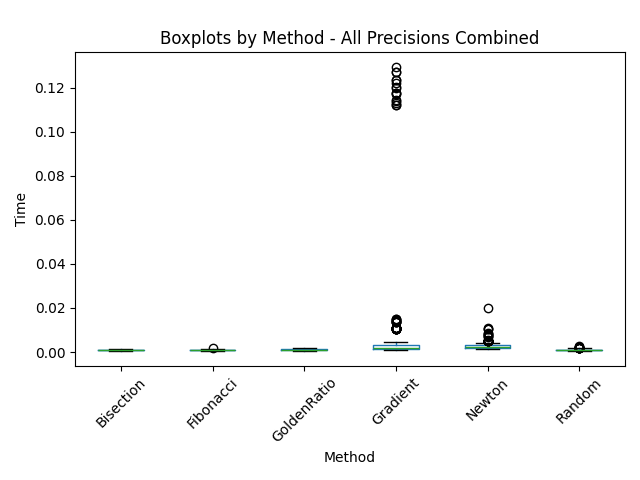 Boxplots by Method - All Precisions Combined
Time
0.12
0.10
0.08
0.06
0.04
0.02
0.00
Bisection
Fibonacci
GoldenRatio
Gradient
Newton
Random
Method